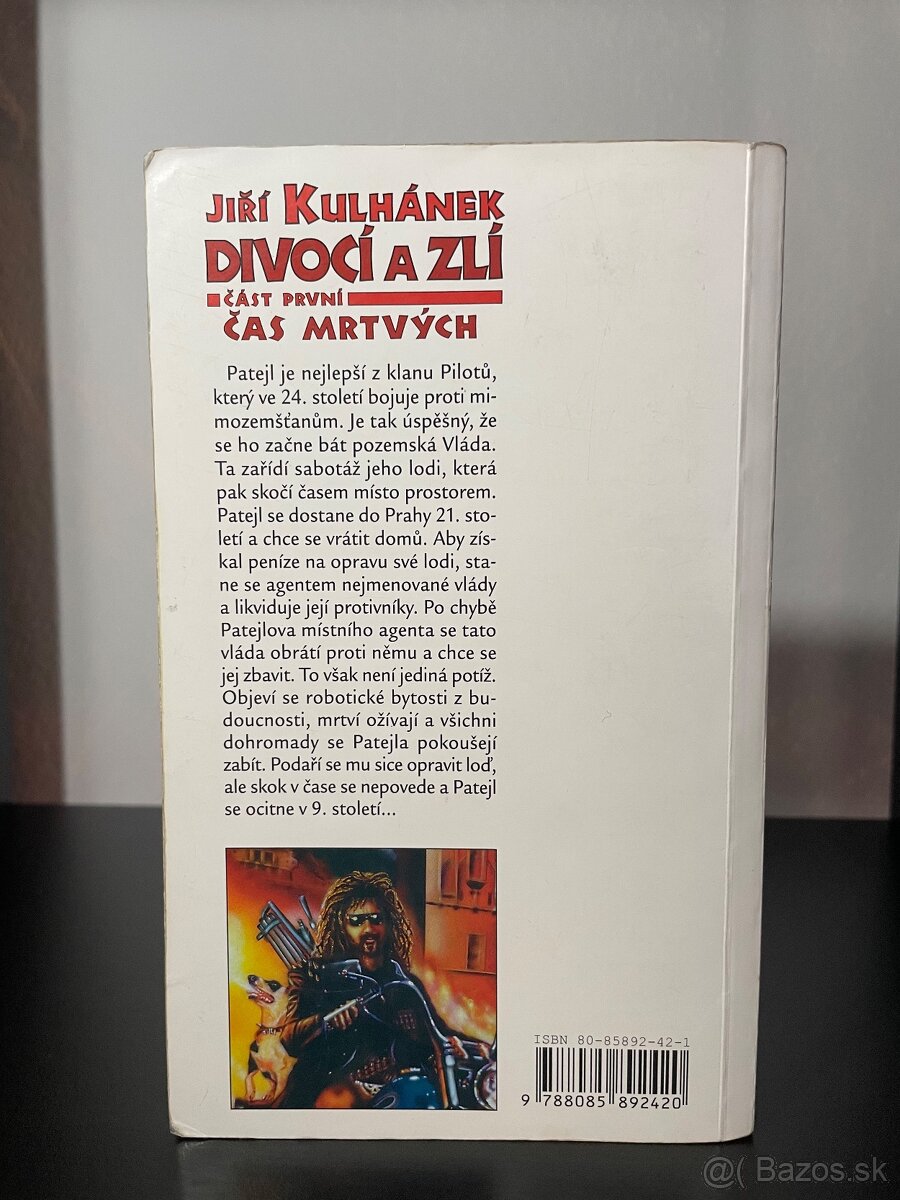 JIŘÍ KULHÁNEK
DIVOCÍ A ZLÍ
ČÁST PRVNÍ
ČAS MRTVÝCH
Patejl je nejlepší z klanu Pilotů,
který ve 24. století bojuje proti mi-
mozemšťanům. Je tak úspěšný, že
se ho začne bát pozemská Vláda.
Ta zařídí sabotáž jeho lodi, která
pak skočí časem místo prostorem.
Patejl se dostane do Prahy 21. sto-
letí a chce se vrátit domů. Aby zís-
kal peníze na opravu své lodi, sta-
ne se agentem nejmenované vlády
a likviduje její protivníky. Po chybě
Patejlova místního agenta se tato
vláda obrátí proti němu a chce se
jej zbavit. To však není jediná potíž.
Objeví se robotické bytosti z bu-
doucnosti, mrtví ožívají a všichni
dohromady se Patejla pokoušejí
zabít. Podaří se mu sice opravit loď,
ale skok v čase se nepovede a Patejl
se ocitne v 9. století...
ISBN 80-85892-42-1
9 788085 892420
@( Bazos.sk